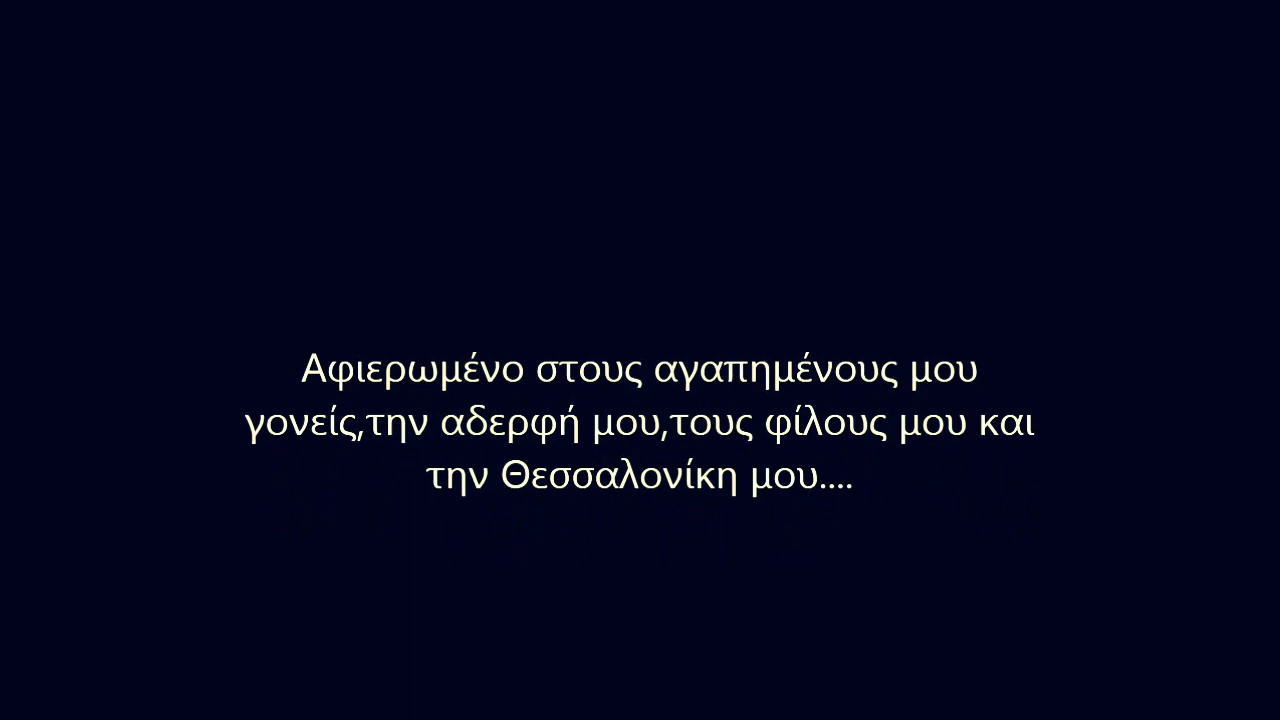 Αφιερωμένο στους αγαπημένους μου
γονείς,την αδερφή μου,τους φίλους μου και
την Θεσσαλονίκη μου....